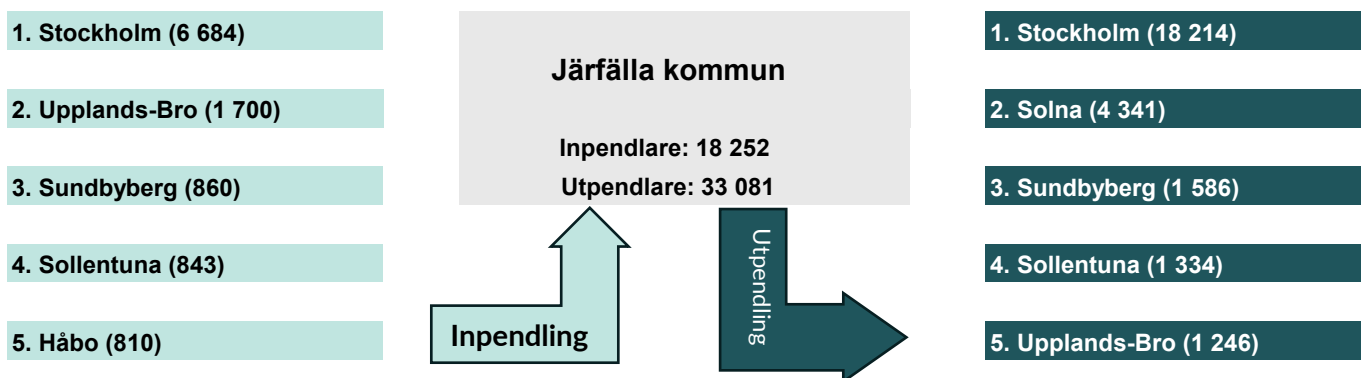 1. Stockholm (6 684)
2. Upplands-Bro (1 700)
3. Sundbyberg (860)
4. Sollentuna (843)
5. Håbo (810)
Järfälla kommun
Inpendlare: 18 252
Utpendlare: 33 081
Inpendling
Utpendling
1. Stockholm (18 214)
2. Solna (4 341)
3. Sundbyberg (1 586)
4. Sollentuna (1 334)
5. Upplands-Bro (1 246)